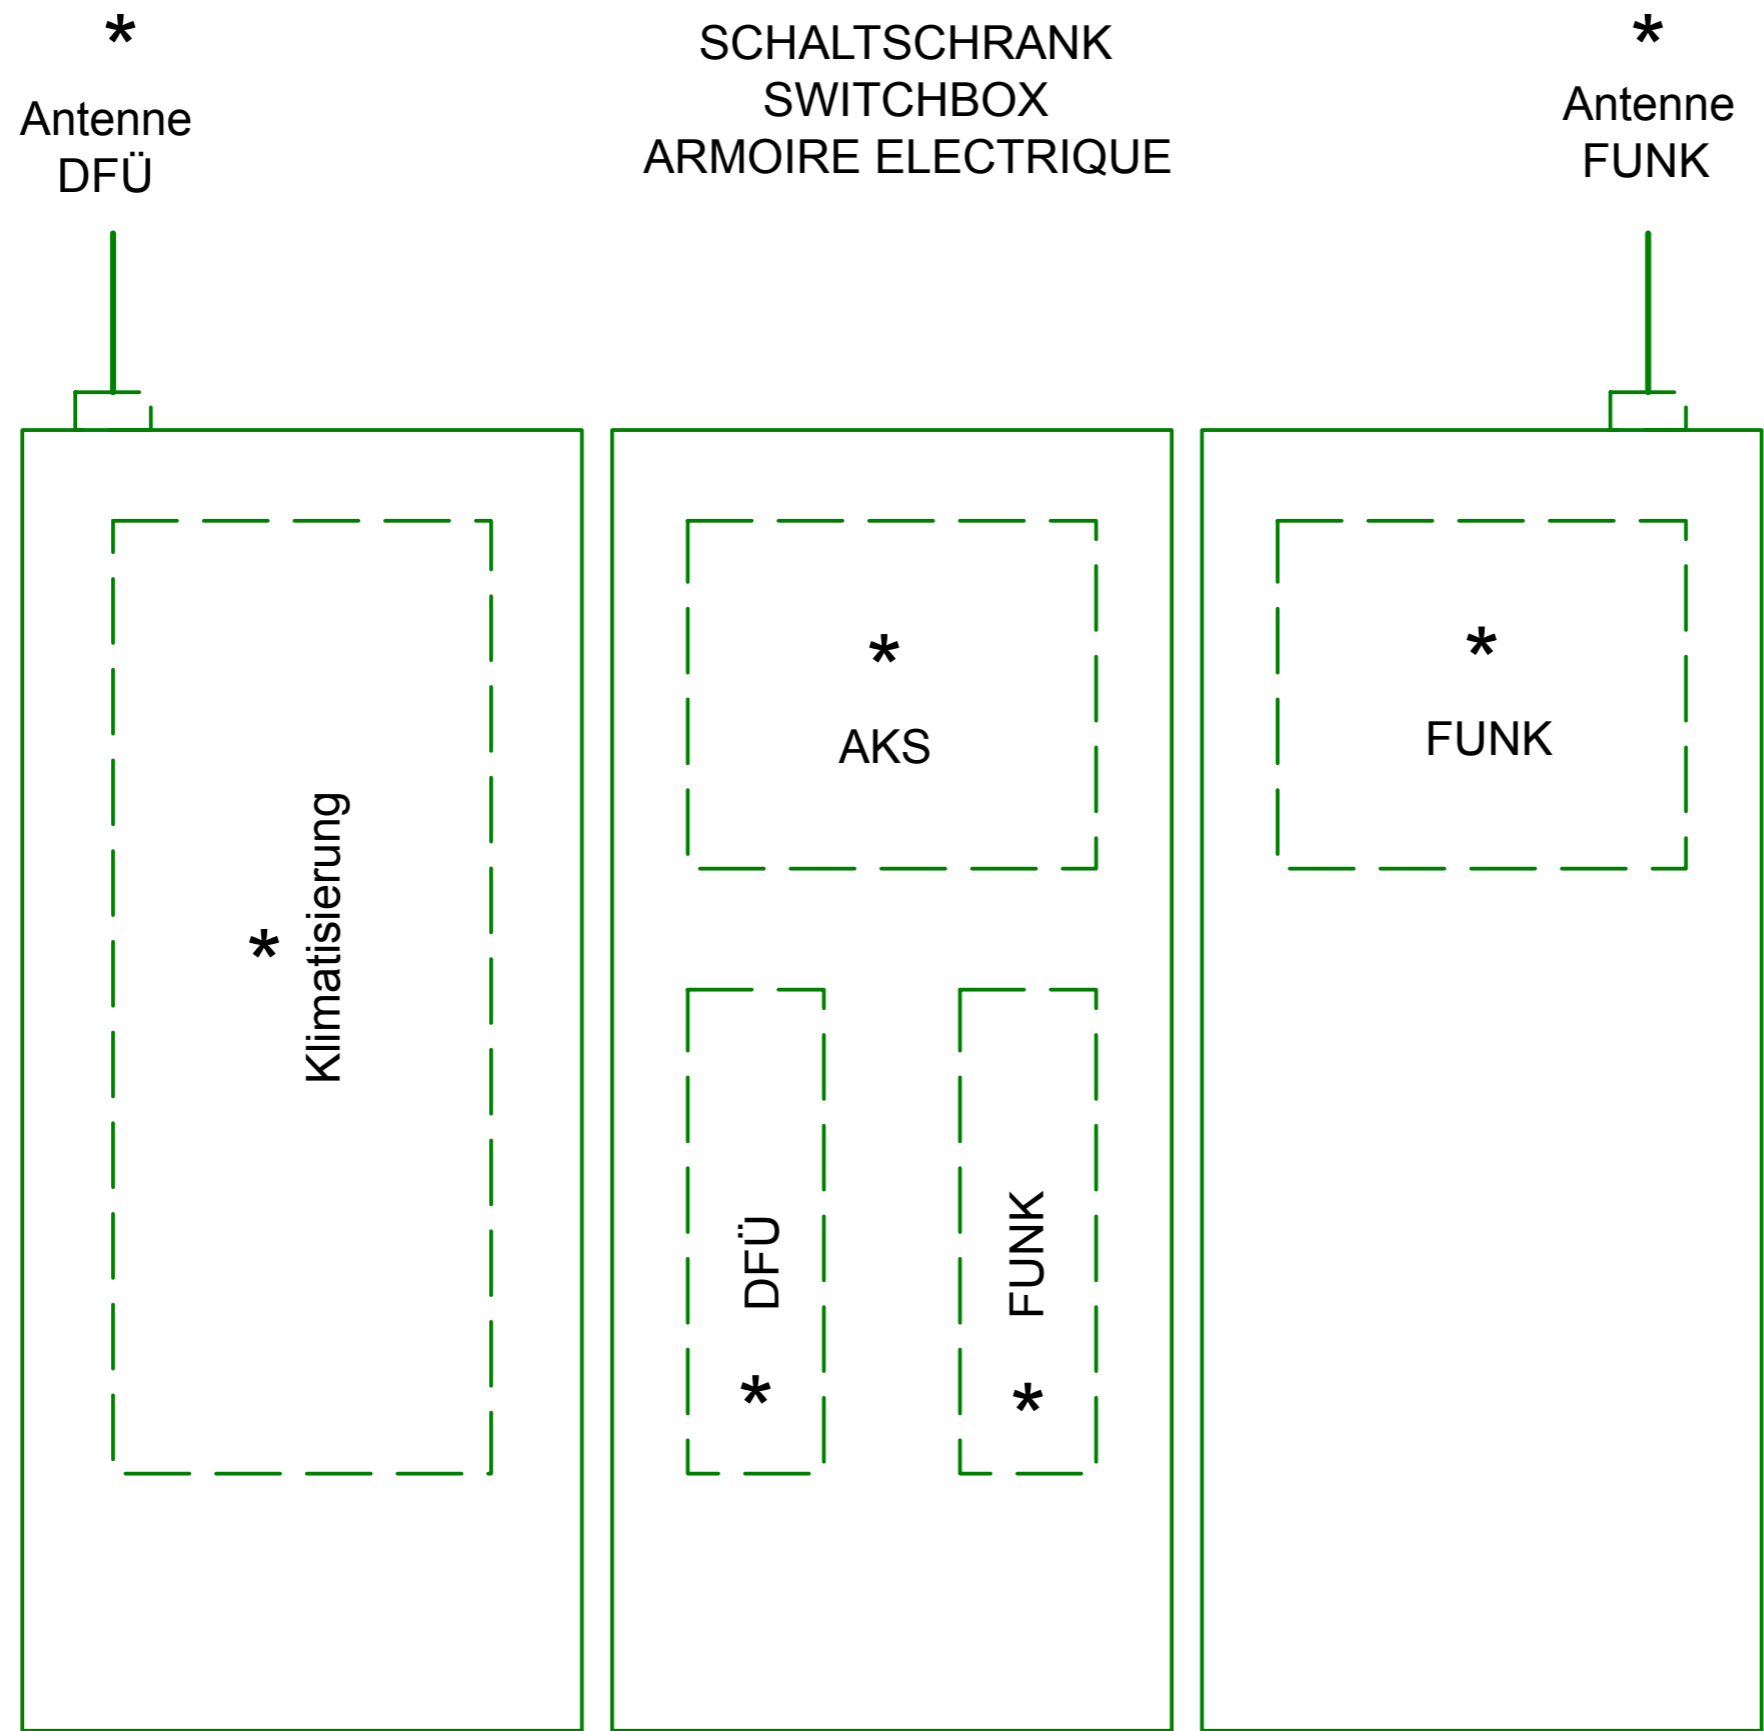 *
Antenne
DFÜ
SCHALTSCHRANK
SWITCHBOX
ARMOIRE ELECTRIQUE
*
Antenne
FUNK
* Klimatisierung
*
AKS
*
FUNK
* DFÜ
* FUNK